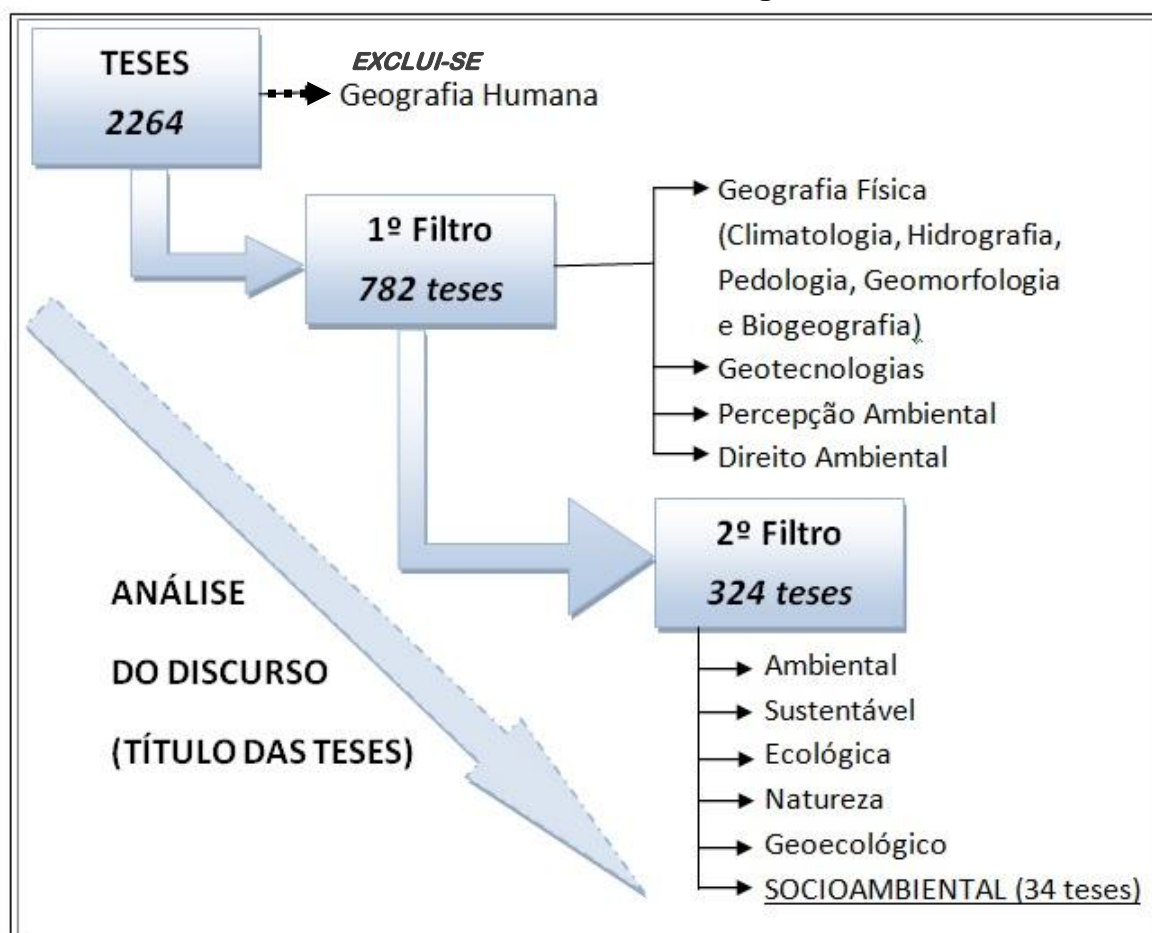 TESES
2264
EXCLUI-SE
Geografia Humana
1º Filtro
782 teses
Geografia Física
(Climatologia, Hidrografia,
Pedologia, Geomorfologia
e Biogeografia)
Geotecnologias
Percepção Ambiental
Direito Ambiental
2º Filtro
324 teses
Ambiental
Sustentável
Ecológica
Natureza
Geoecológico
SOCIOAMBIENTAL (34 teses)
ANÁLISE
DO DISCURSO
(TÍTULO DAS TESES)